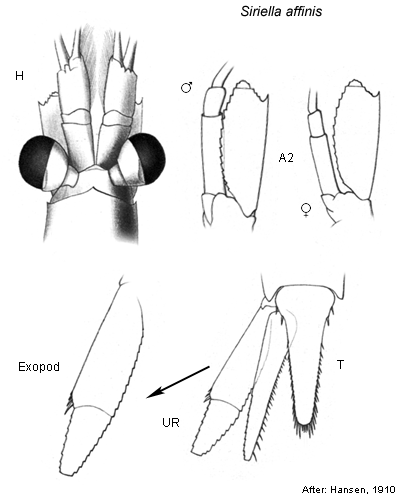 Siriella affinis
H
♂
A2
♀
Exopod
T
UR
After: Hansen, 1910